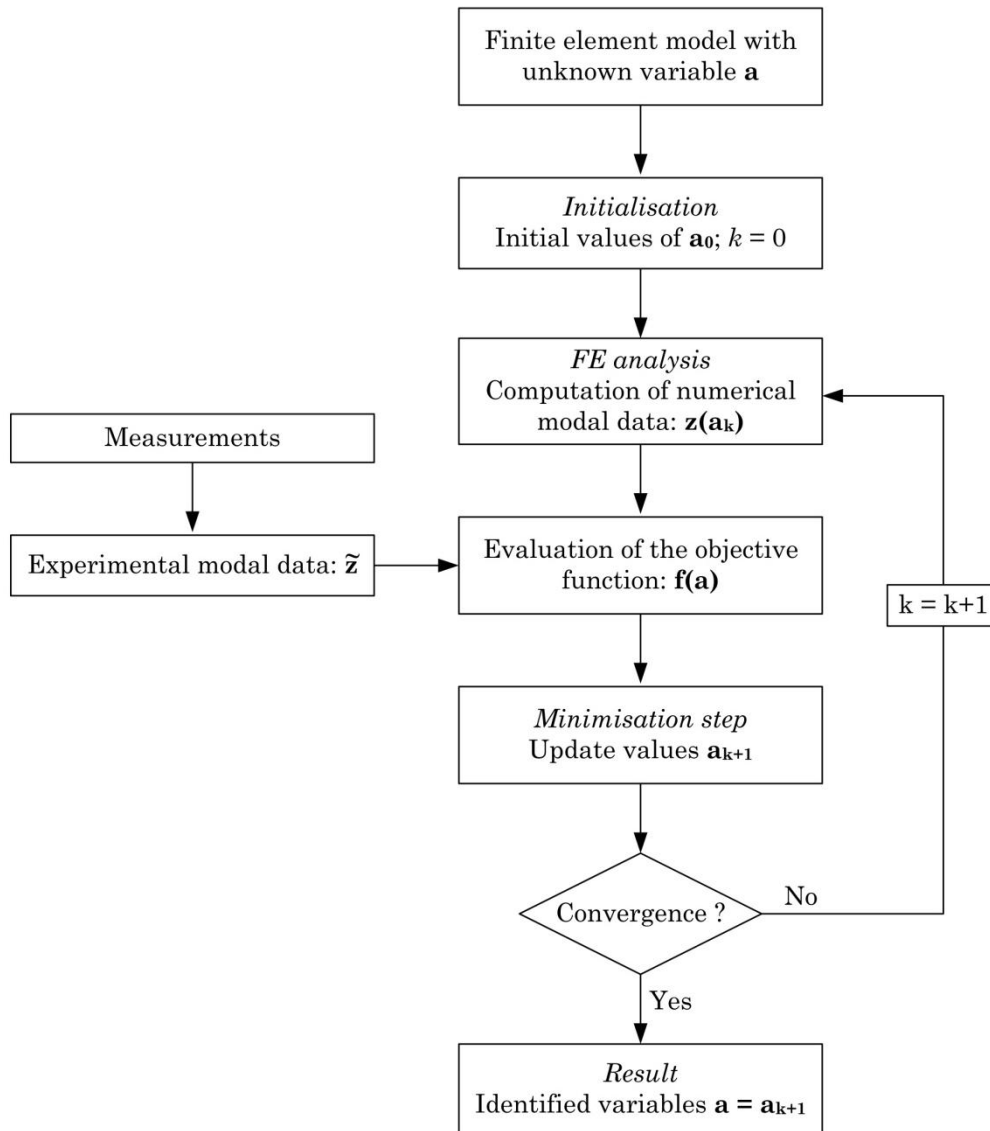 Finite element model with
unknown variable a
Initialisation
Initial values of a₀; k = 0
FE analysis
Computation of numerical
modal data: z(aₖ)
Measurements
Experimental modal data: z̃
Evaluation of the objective
function: f(a)
k = k+1
Minimisation step
Update values aₖ₊₁
Convergence ?
No
Yes
Result
Identified variables a = aₖ₊₁